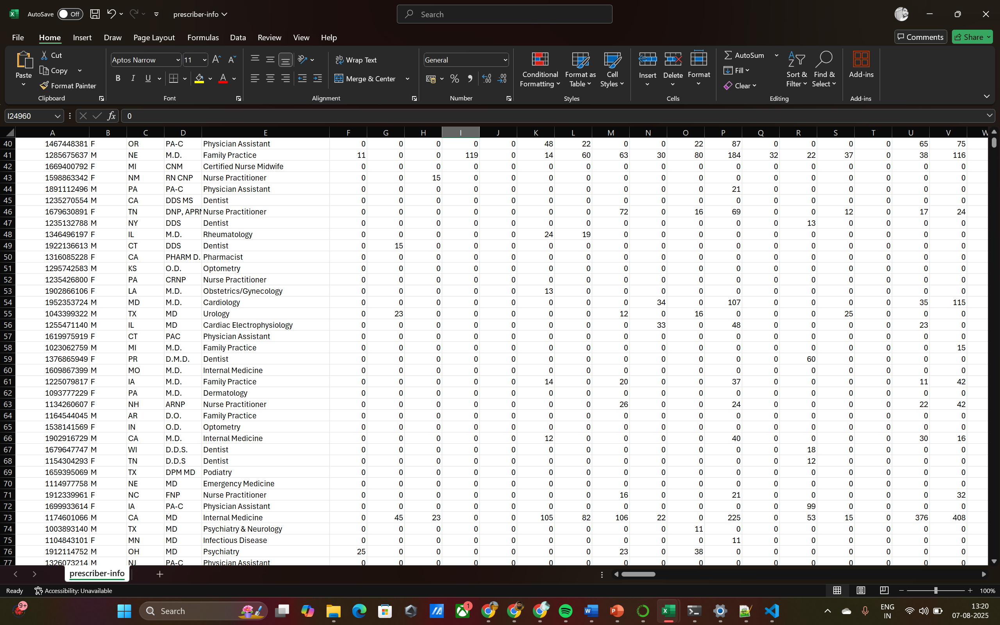 AutoSave Off prescriber-info Search
File Home Insert Draw Page Layout Formulas Data Review View Help Comments Share
Paste Cut Copy Format Painter Clipboard
Aptos Narrow 11 B I U Font
Wrap Text Merge & Center Alignment
General % Number
Conditional Formatting Format as Table Cell Styles Styles
Insert Delete Format Cells
AutoSum Fill Clear Sort & Filter Find & Select Editing
Add-ins Add-ins
I24960 fx 0
A B C D E F G H I J K L M N O P Q R S T U V W
40 1467448381 F OR PA-C Physician Assistant 0 0 0 0 0 48 22 0 0 22 87 0 0 0 0 65 75
41 1285675637 M NE M.D. Family Practice 11 0 0 119 0 14 60 63 30 80 184 32 22 37 0 38 116
42 1669400792 F MI CNM Certified Nurse Midwife 0 0 0 0 0 0 0 0 0 0 0 0 0 0 0 0 0
43 1598863342 F NM RN CNP Nurse Practitioner 0 0 15 0 0 0 0 0 0 0 0 0 0 0 0 0 0
44 1891112496 M PA PA-C Physician Assistant 0 0 0 0 0 0 0 0 0 0 21 0 0 0 0 0 0
45 1235270554 M CA DDS MS Dentist 0 0 0 0 0 0 0 0 0 0 0 0 0 0 0 0 0
46 1679630891 F TN DNP, APRN Nurse Practitioner 0 0 0 0 0 0 0 72 0 16 69 0 0 12 0 17 24
47 1235132788 M NY DDS Dentist 0 0 0 0 0 0 0 0 0 0 0 0 13 0 0 0 0
48 1346496197 F IL M.D. Rheumatology 0 0 0 0 0 24 19 0 0 0 0 0 0 0 0 0 0
49 1922136613 M CT DDS Dentist 0 15 0 0 0 0 0 0 0 0 0 0 0 0 0 0 0
50 1316085228 F CA PHARM D. Pharmacist 0 0 0 0 0 0 0 0 0 0 0 0 0 0 0 0 0
51 1295742583 M KS O.D. Optometry 0 0 0 0 0 0 0 0 0 0 0 0 0 0 0 0 0
52 1235426800 F PA CRNP Nurse Practitioner 0 0 0 0 0 0 0 0 0 0 0 0 0 0 0 0 0
53 1902866106 F LA M.D. Obstetrics/Gynecology 0 0 0 0 0 13 0 0 0 0 0 0 0 0 0 0 0
54 1952353724 M MD M.D. Cardiology 0 0 0 0 0 0 0 0 34 0 107 0 0 0 0 35 115
55 1043399322 M TX MD Urology 0 23 0 0 0 0 0 12 0 16 0 0 0 25 0 0 0
56 1255471140 M IL MD Cardiac Electrophysiology 0 0 0 0 0 0 0 0 33 0 48 0 0 0 0 23 0
57 1619975919 F CT PAC Physician Assistant 0 0 0 0 0 0 0 0 0 0 0 0 0 0 0 0 0
58 1023062759 M MI M.D. Family Practice 0 0 0 0 0 0 0 0 0 0 0 0 0 0 0 0 15
59 1376865949 F PR D.M.D. Dentist 0 0 0 0 0 0 0 0 0 0 0 0 60 0 0 0 0
60 1609867399 M MO M.D. Internal Medicine 0 0 0 0 0 0 0 0 0 0 0 0 0 0 0 0 0
61 1225079817 F IA M.D. Family Practice 0 0 0 0 0 14 0 20 0 0 37 0 0 0 0 11 42
62 1093777229 F PA M.D. Dermatology 0 0 0 0 0 0 0 0 0 0 0 0 0 0 0 0 0
63 1134260607 F NH ARNP Nurse Practitioner 0 0 0 0 0 0 0 26 0 0 24 0 0 0 0 22 42
64 1164544045 M AR D.O. Family Practice 0 0 0 0 0 0 0 0 0 0 0 0 0 0 0 0 0
65 1538141569 F IN O.D. Optometry 0 0 0 0 0 0 0 0 0 0 0 0 0 0 0 0 0
66 1902916729 M CA M.D. Internal Medicine 0 0 0 0 0 12 0 0 0 0 40 0 0 0 0 30 16
67 1679647747 M WI D.D.S. Dentist 0 0 0 0 0 0 0 0 0 0 0 0 18 0 0 0 0
68 1154304293 F TN D.D.S Dentist 0 0 0 0 0 0 0 0 0 0 0 0 12 0 0 0 0
69 1659395069 M TX DPM MD Podiatry 0 0 0 0 0 0 0 0 0 0 0 0 0 0 0 0 0
70 1114977758 M NE MD Emergency Medicine 0 0 0 0 0 0 0 0 0 0 0 0 0 0 0 0 0
71 1912339961 F NC FNP Nurse Practitioner 0 0 0 0 0 0 0 16 0 0 21 0 0 0 0 0 32
72 1699933614 F IA PA-C Physician Assistant 0 0 0 0 0 0 0 0 0 0 0 0 99 0 0 0 0
73 1174601066 M CA MD Internal Medicine 0 45 23 0 0 105 82 106 22 0 225 0 53 15 0 376 408
74 1003893140 M TX MD Psychiatry & Neurology 0 0 0 0 0 0 0 0 0 11 0 0 0 0 0 0 0
75 1104843101 F MN MD Infectious Disease 0 0 0 0 0 0 0 0 0 0 11 0 0 0 0 0 0
76 1912114752 M OH MD Psychiatry 25 0 0 0 0 0 0 23 0 38 0 0 0 0 0 0 0
77 1326073214 M NJ PA-C Physician Assistant 0 0 0 0 0 0 0 0 0 0 0 0 0 0 0 0 0
prescriber-info
Ready Accessibility: Unavailable 100%
9+ Search 1 ENG IN 13:20 07-08-2025